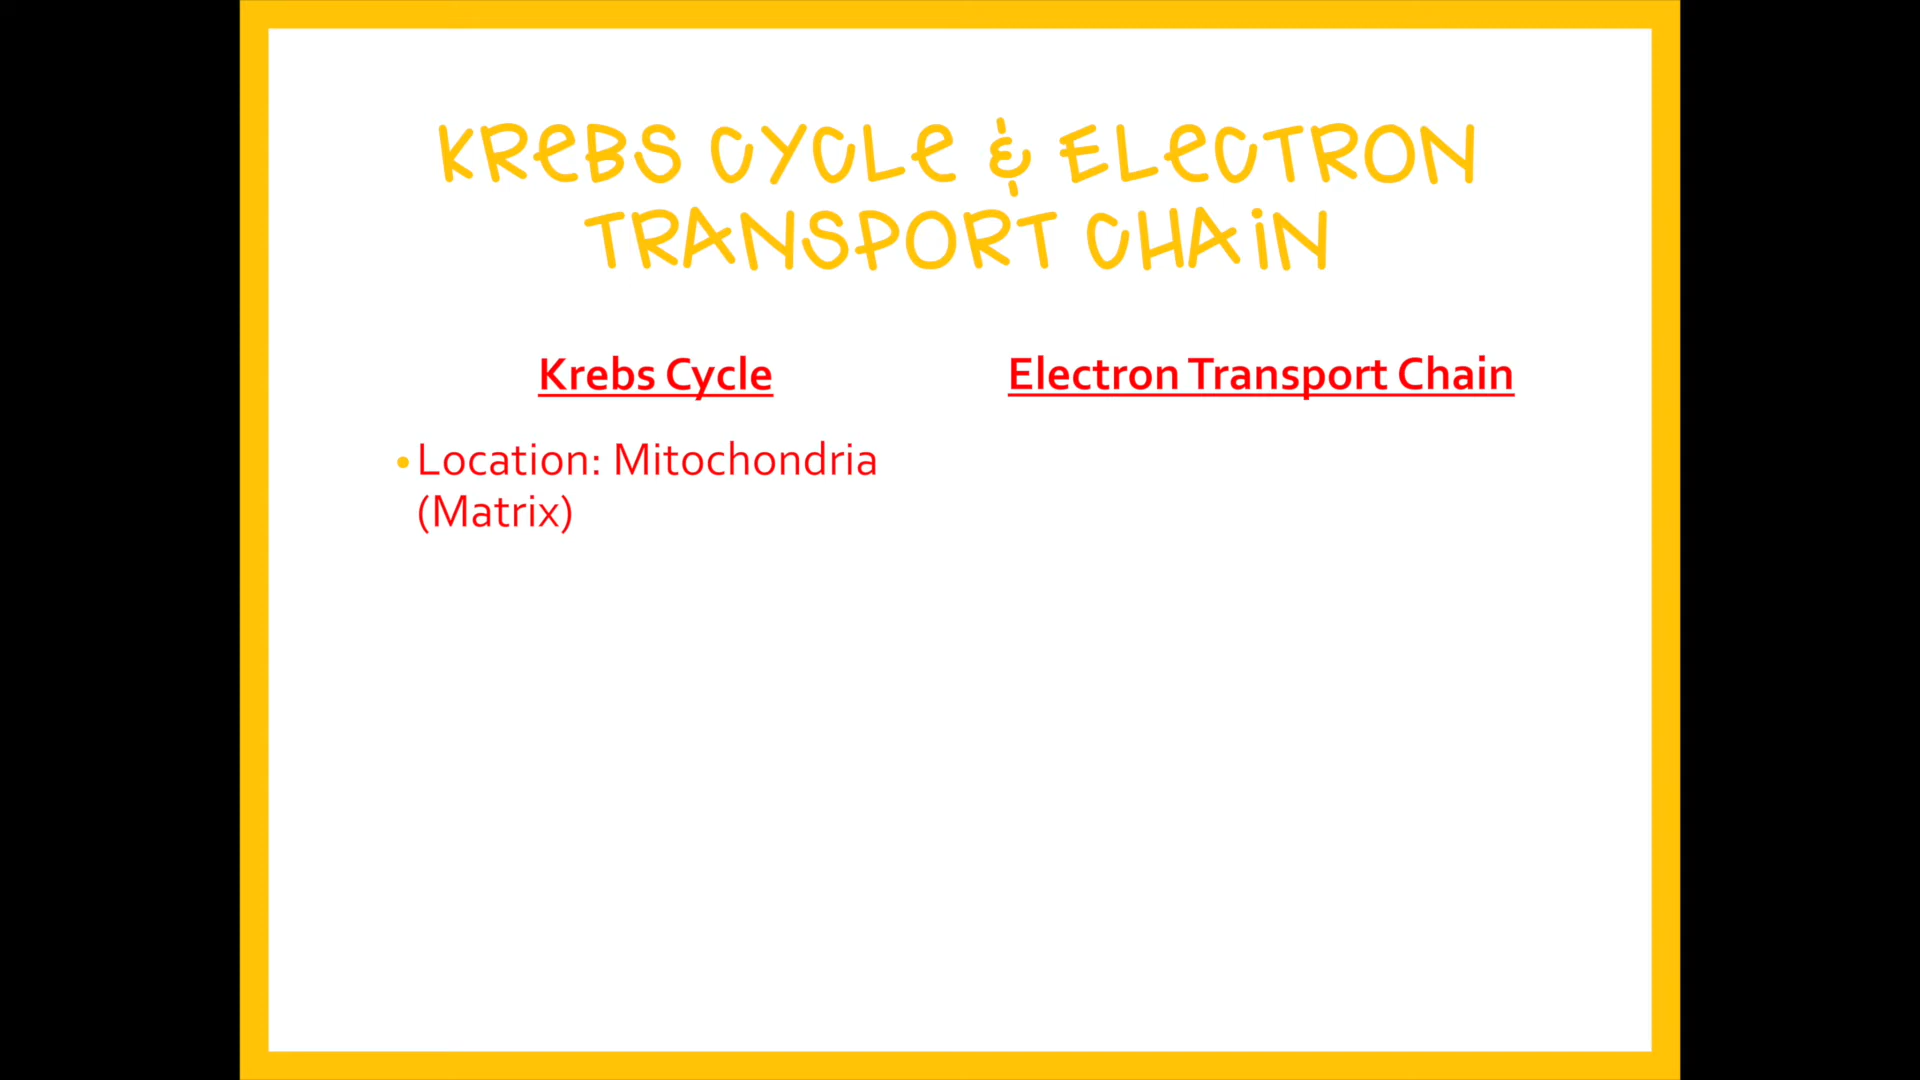 KReBS CYCLe & ELeCTRON
TRANSPORT CHAiN
Krebs Cycle
Electron Transport Chain
• Location: Mitochondria
(Matrix)